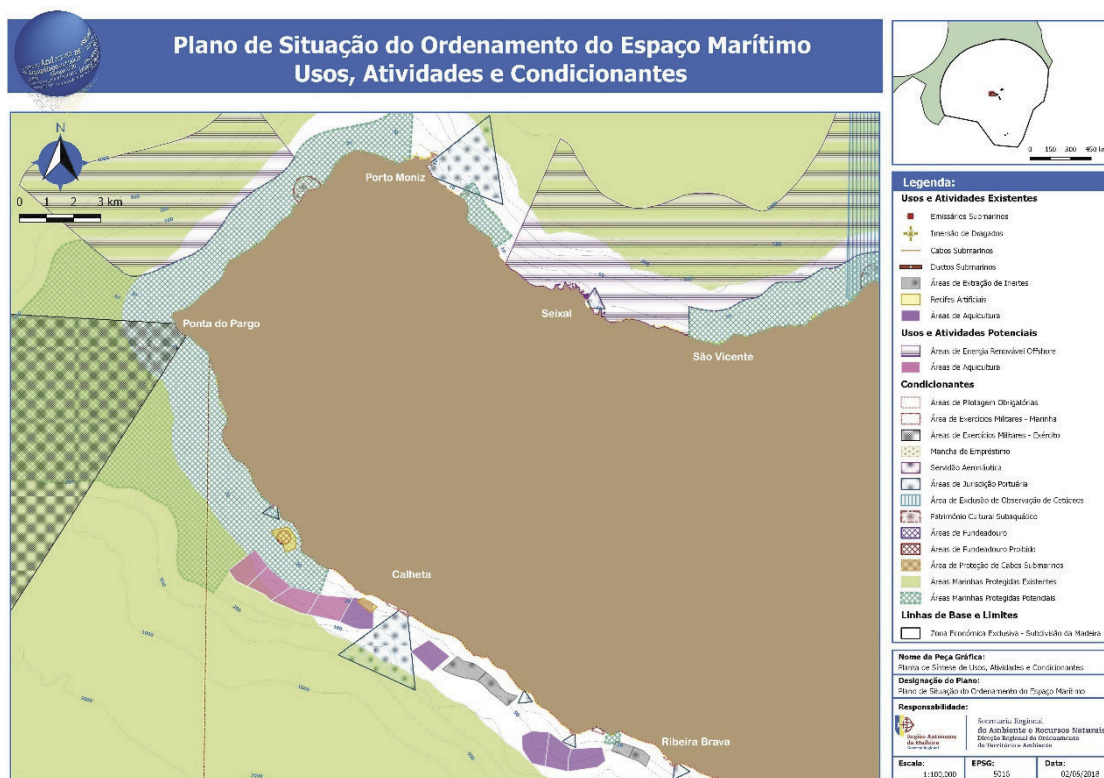 Plano de Situação do Ordenamento do Espaço Marítimo
Usos, Atividades e Condicionantes
N
0 1 2 3 km
Porto Moniz
Ponta do Pargo
Seixal
São Vicente
Calheta
Ribeira Brava
0 150 300 450 km
Legenda:
Usos e Atividades Existentes
Emissários Submarinos
Imersão de Dragados
Cabos Submarinos
Ductos Submarinos
Áreas de Extração de Inertes
Recifes Artificiais
Áreas de Aquicultura
Usos e Atividades Potenciais
Áreas de Energia Renovável Offshore
Áreas de Aquicultura
Condicionantes
Áreas de Pilotagem Obrigatórias
Área de Exercícios Militares - Marinha
Áreas de Exercícios Militares - Exército
Mancha de Empréstimo
Servidão Aeronáutica
Áreas de Jurisdição Portuária
Área de Exclusão de Observação de Cetáceos
Património Cultural Subaquático
Áreas de Fundeadouro
Áreas de Fundeadouro Proibido
Área de Proteção de Cabos Submarinos
Áreas Marinhas Protegidas Existentes
Áreas Marinhas Protegidas Potenciais
Linhas de Base e Limites
Zona Económica Exclusiva - Subdivisão da Madeira
Nome da Peça Gráfica:
Planta de Síntese de Usos, Atividades e Condicionantes
Designação do Plano:
Plano de Situação do Ordenamento do Espaço Marítimo
Responsabilidade:
Região Autónoma
da Madeira
Governo Regional
Secretaria Regional
do Ambiente e Recursos Naturais
Direção Regional do Ordenamento
do Território e Ambiente
Escala:
1:100,000
EPSG:
5016
Data:
02/05/2018